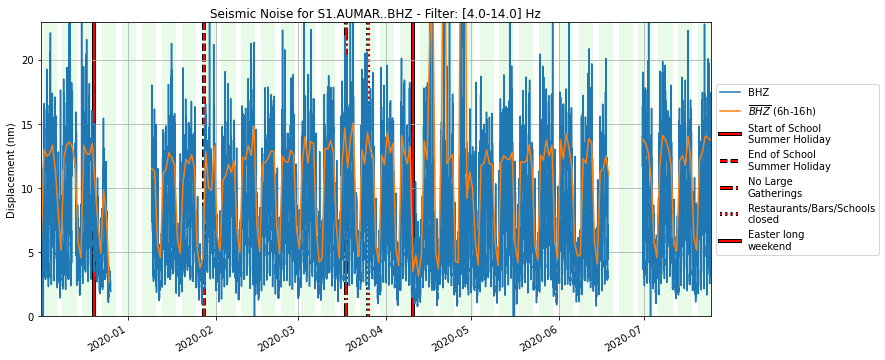 Seismic Noise for S1.AUMAR..BHZ - Filter: [4.0-14.0] Hz
Displacement (nm)
20
15
10
5
0
2020-01
2020-02
2020-03
2020-04
2020-05
2020-06
2020-07
BHZ
BHZ (6h-16h)
Start of School
Summer Holiday
End of School
Summer Holiday
No Large
Gatherings
Restaurants/Bars/Schools
closed
Easter long
weekend